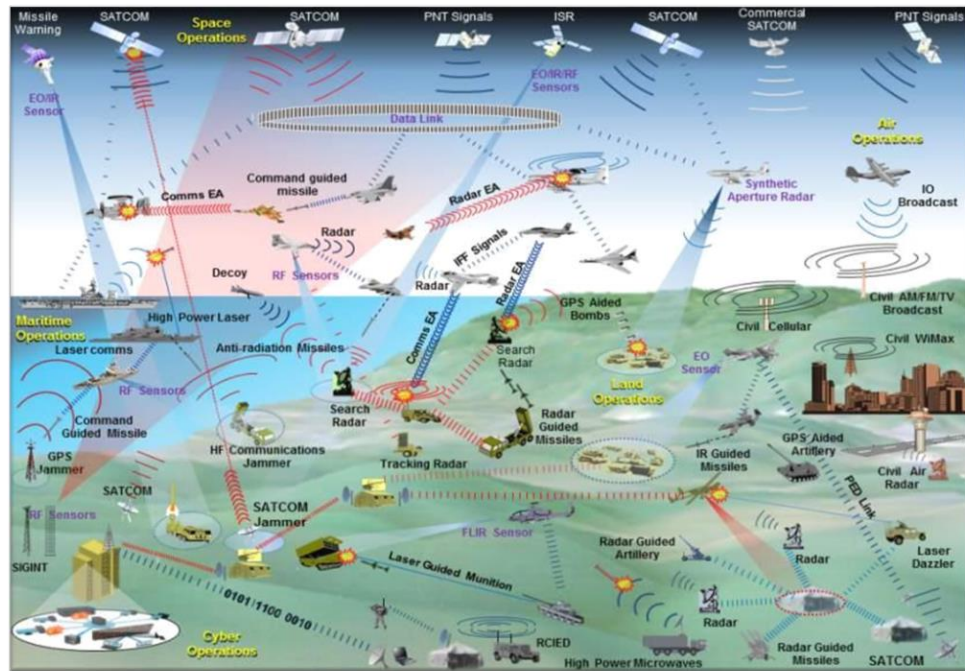 Missile
Warning
SATCOM
Space
Operations
SATCOM
PNT Signals
ISR
SATCOM
Commercial
SATCOM
PNT Signals
EO/IR
Sensor
EO/IR/RF
Sensors
Data Link
Air
Operations
Comms EA
Command guided
missile
Radar EA
Synthetic
Aperture Radar
IO
Broadcast
Radar
IFF Signals
RF Sensors
Decoy
Radar
Radar EA
GPS Aided
Bombs
Civil AM/FM/TV
Broadcast
Maritime
Operations
High Power Laser
Comms EA
Civil
Cellular
Laser comms
Anti-radiation Missiles
Search
Radar
EO
Sensor
Civil WiMax
RF Sensors
Land
Operations
Command
Guided Missile
Search
Radar
Radar
Guided
Missiles
GPS
Jammer
HF Communications
Jammer
Tracking Radar
IR Guided
Missiles
GPS Aided
Artillery
Civil Air
Radar
SATCOM
PED Link
RF Sensors
SATCOM
Jammer
FLIR Sensor
SIGINT
Radar Guided
Artillery
Radar
Laser
Dazzler
Laser Guided Munition
0101/1100 0010
Radar
Cyber
Operations
RCIED
High Power Microwaves
Radar Guided
Missiles
SATCOM